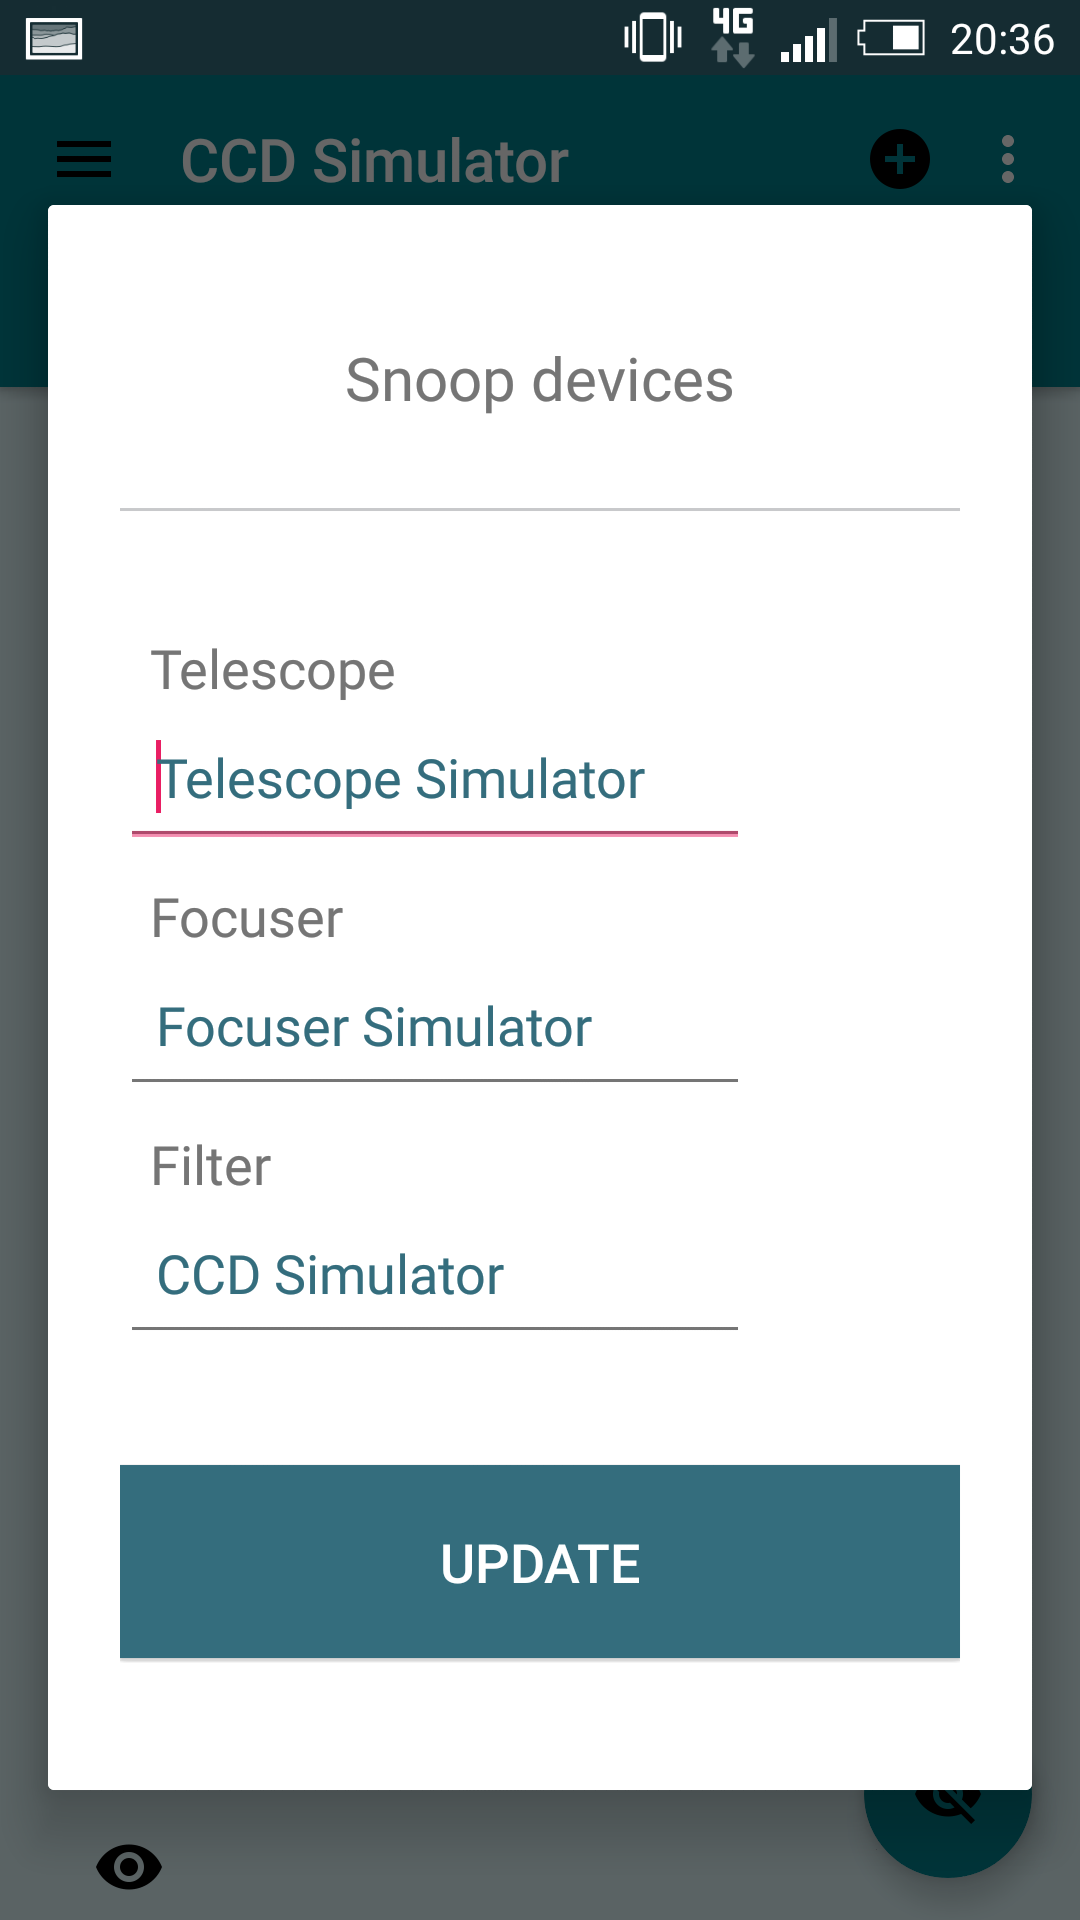 4G
20:36
CCD Simulator
Snoop devices
Telescope
Telescope Simulator
Focuser
Focuser Simulator
Filter
CCD Simulator
UPDATE